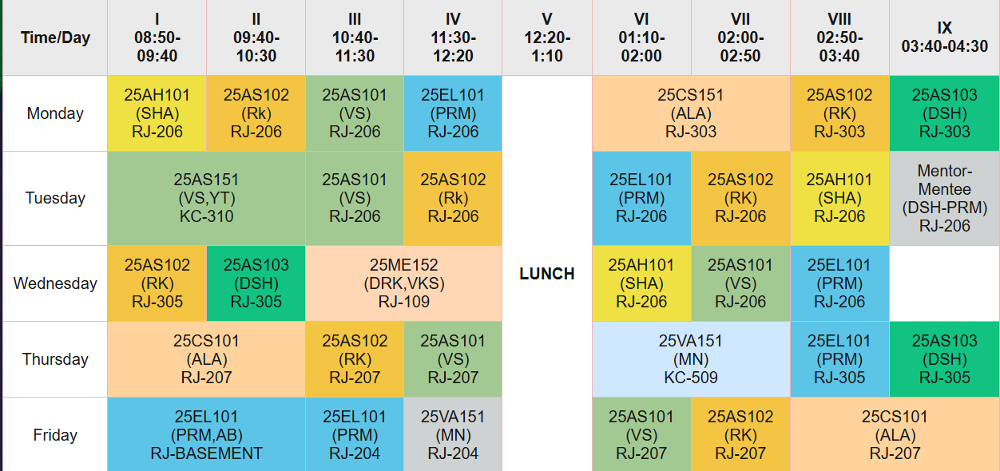 Time/Day
I
08:50-
09:40
II
09:40-
10:30
III
10:40-
11:30
IV
11:30-
12:20
V
12:20-
1:10
VI
01:10-
02:00
VII
02:00-
02:50
VIII
02:50-
03:40
IX
03:40-04:30
Monday
25AH101
(SHA)
RJ-206
25AS102
(Rk)
RJ-206
25AS101
(VS)
RJ-206
25EL101
(PRM)
RJ-206
LUNCH
25CS151
(ALA)
RJ-303
25AS102
(RK)
RJ-303
25AS103
(DSH)
RJ-303
Tuesday
25AS151
(VS,YT)
KC-310
25AS101
(VS)
RJ-206
25AS102
(Rk)
RJ-206
25EL101
(PRM)
RJ-206
25AS102
(RK)
RJ-206
25AH101
(SHA)
RJ-206
Mentor-
Mentee
(DSH-PRM)
RJ-206
Wednesday
25AS102
(RK)
RJ-305
25AS103
(DSH)
RJ-305
25ME152
(DRK,VKS)
RJ-109
25AH101
(SHA)
RJ-206
25AS101
(VS)
RJ-206
25EL101
(PRM)
RJ-206
Thursday
25CS101
(ALA)
RJ-207
25AS102
(RK)
RJ-207
25AS101
(VS)
RJ-207
25VA151
(MN)
KC-509
25EL101
(PRM)
RJ-305
25AS103
(DSH)
RJ-305
Friday
25EL101
(PRM,AB)
RJ-BASEMENT
25EL101
(PRM)
RJ-204
25VA151
(MN)
RJ-204
25AS101
(VS)
RJ-207
25AS102
(RK)
RJ-207
25CS101
(ALA)
RJ-207